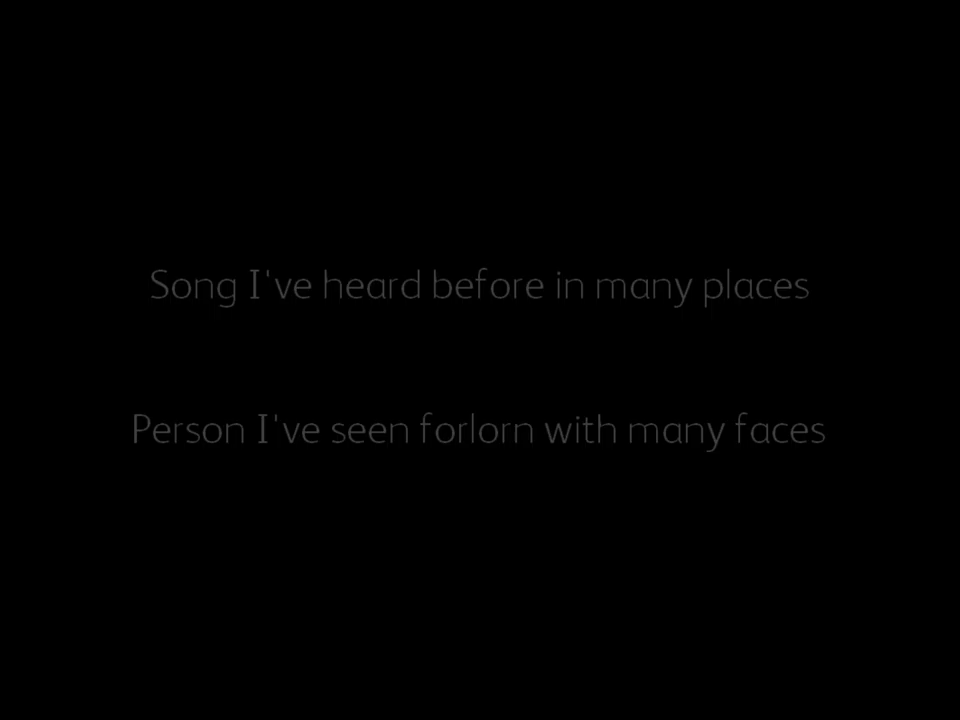 Song I've heard before in many places
Person I've seen forlorn with many faces